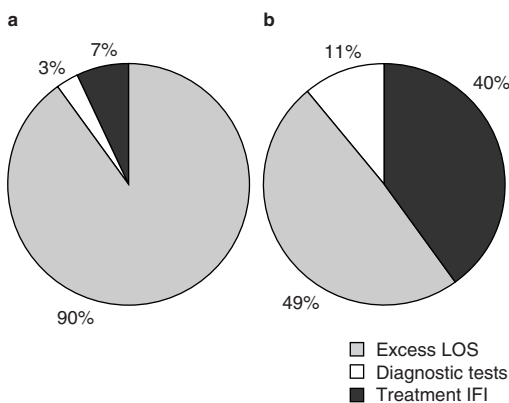 a
b
7%
3%
11%
40%
90%
49%
Excess LOS
Diagnostic tests
Treatment IFI